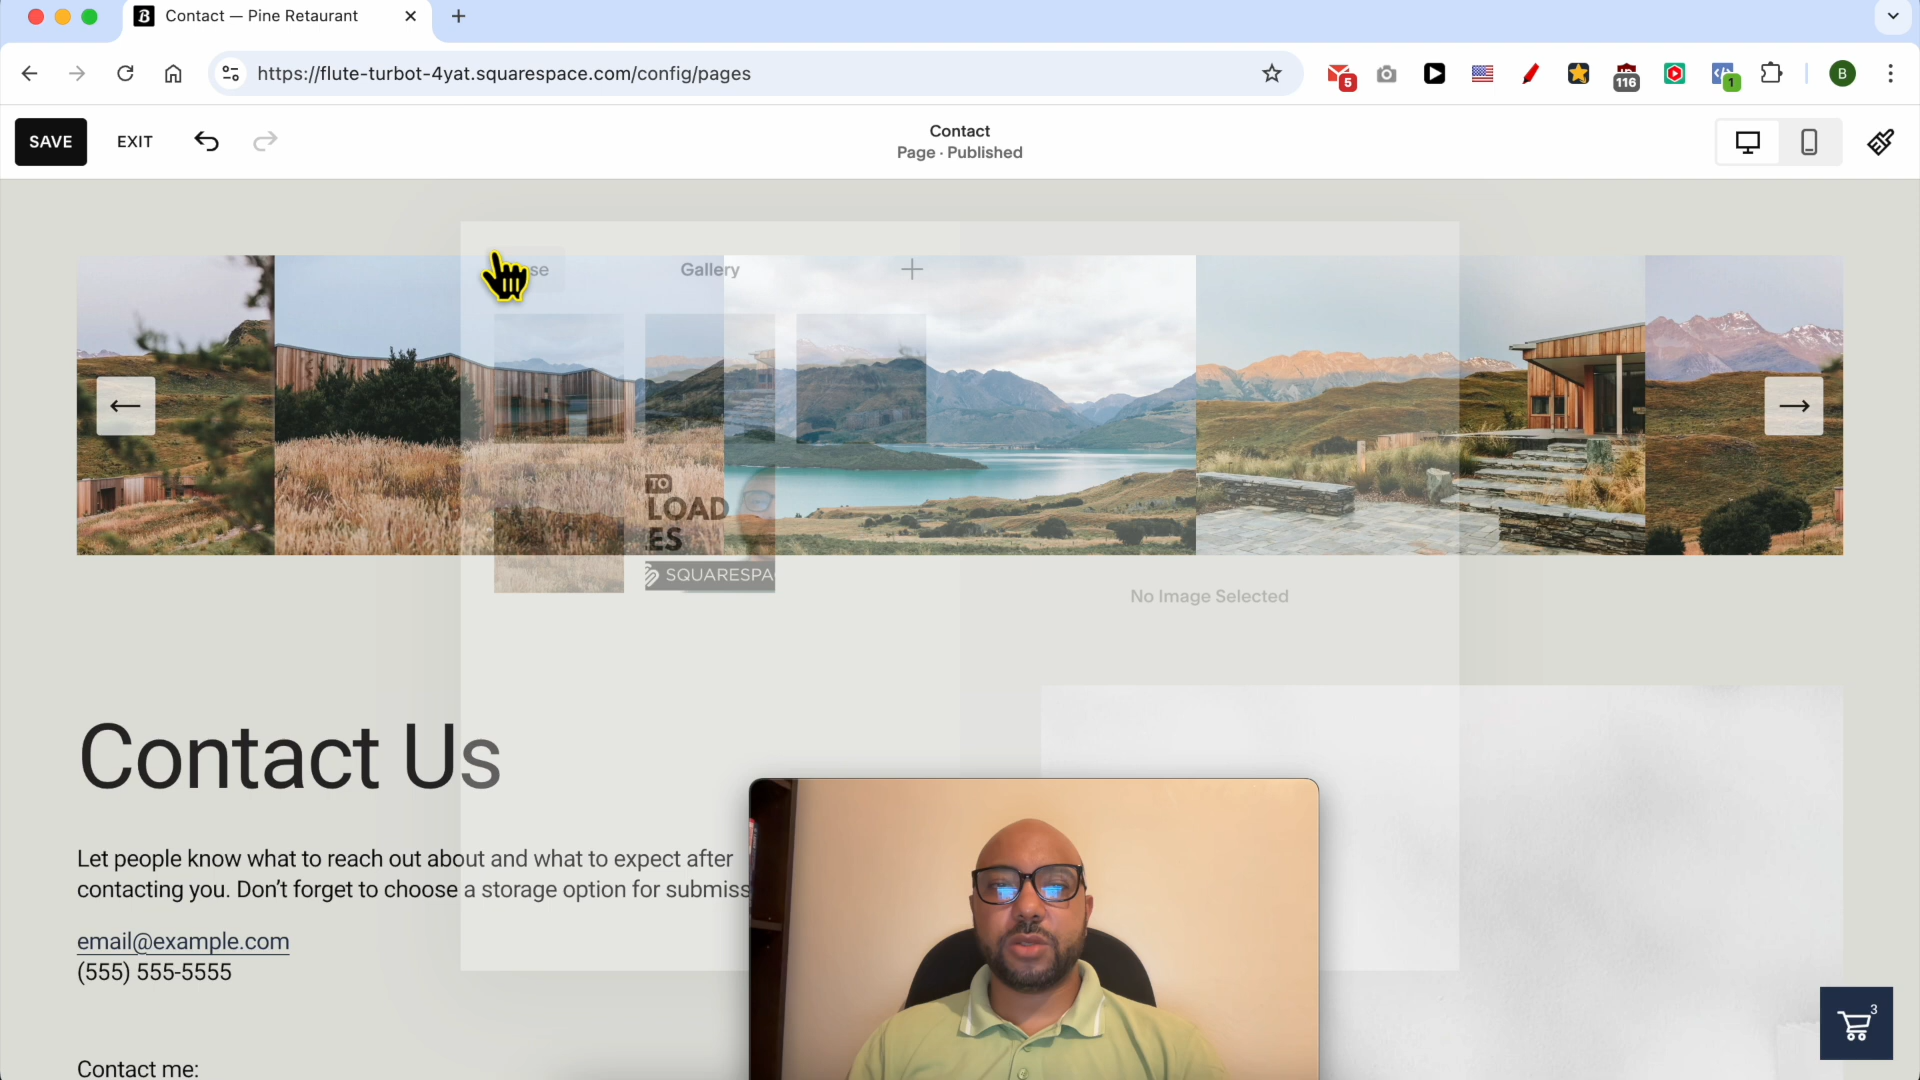 Contact — Pine Retaurant
https://flute-turbot-4yat.squarespace.com/config/pages
5
116
1
B
SAVE
EXIT
Contact
Page · Published
Gallery
TO
LOAD
ES
SQUARESPA
No Image Selected
Contact Us
Let people know what to reach out about and what to expect after
contacting you. Don’t forget to choose a storage option for submiss
email@example.com
(555) 555-5555
Contact me:
3